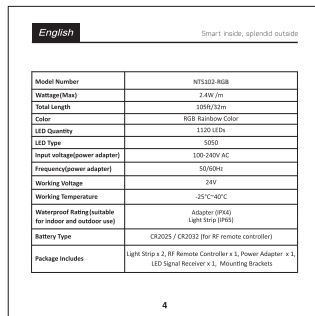 English
Smart inside, splendid outside
Model Number NTS102-RGB
Wattage(Max) 2.4W /m
Total Length 105ft/32m
Color RGB Rainbow Color
LED Quantity 1120 LEDs
LED Type 5050
Input voltage(power adapter) 100-240V AC
Frequency(power adapter) 50/60Hz
Working Voltage 24V
Working Temperature -25°C~40°C
Waterproof Rating(suitable for indoor and outdoor use) Adapter (IPX4)
Light Strip (IP65)
Battery Type CR2025 / CR2032 (for RF remote controller)
Package Includes Light Strip x 2, RF Remote Controller x 1, Power Adapter x 1,
LED Signal Receiver x 1, Mounting Brackets
4